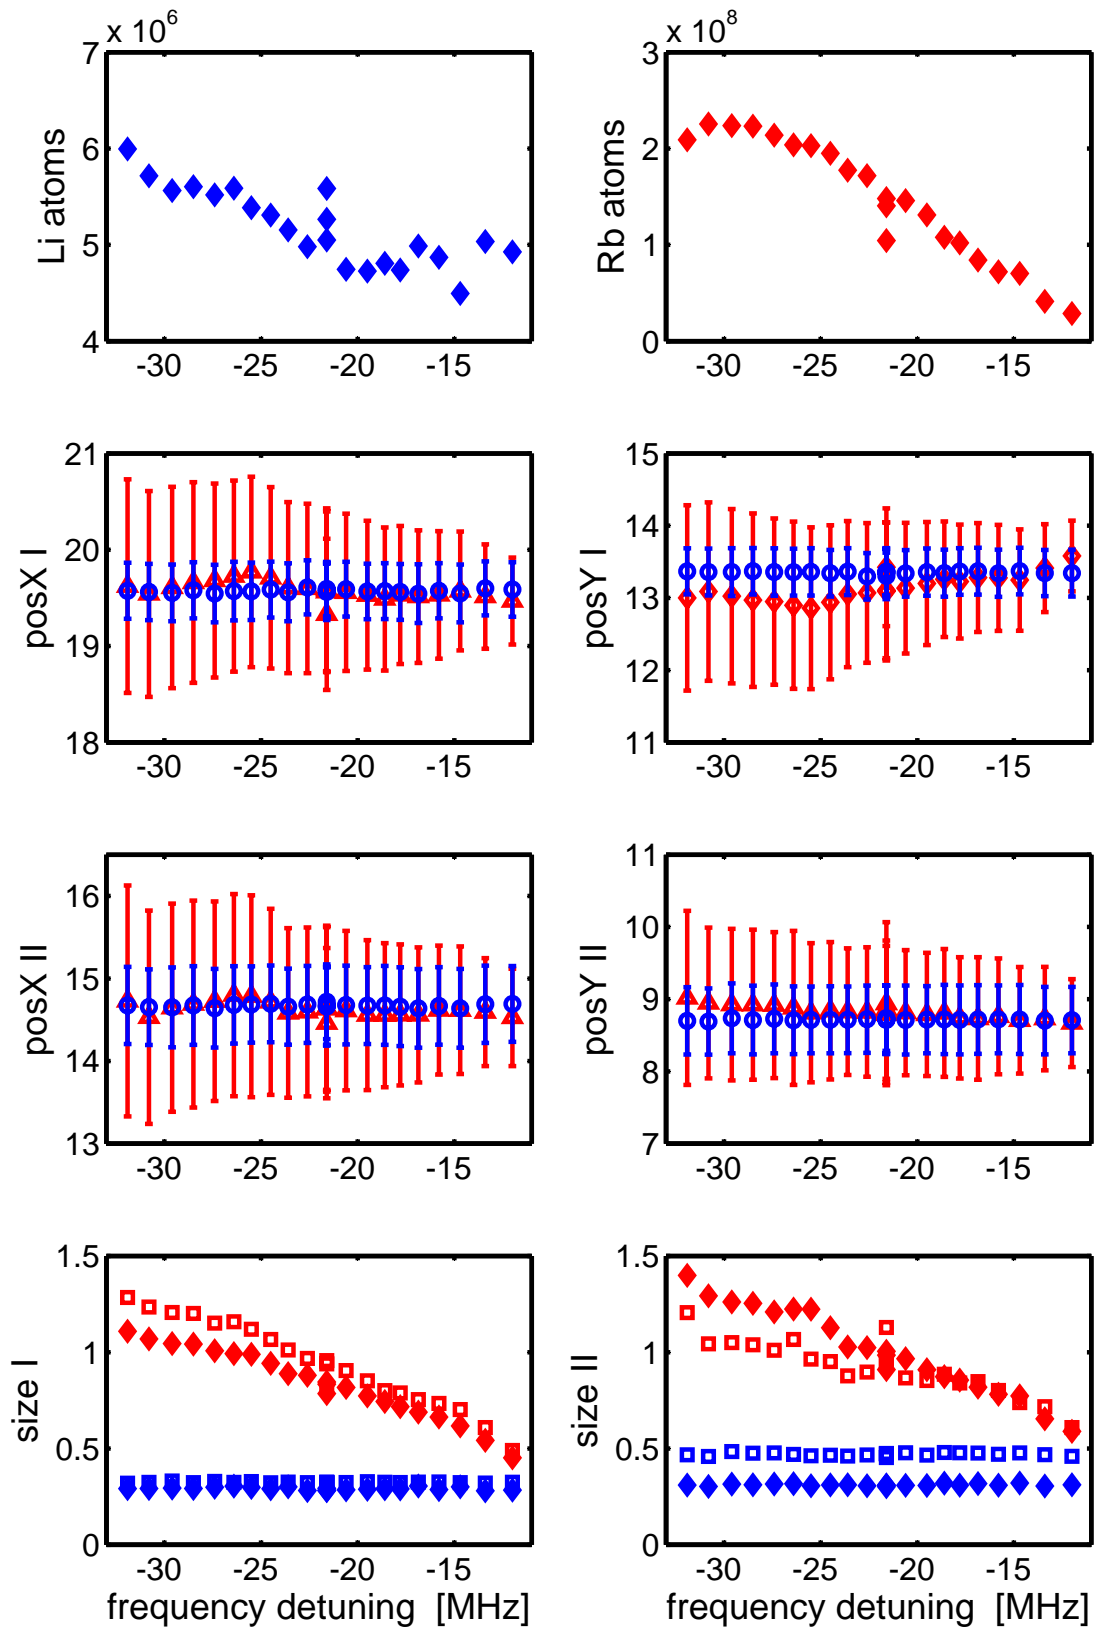 x 10^6
7
6
5
4
Li atoms
-30 -25 -20 -15
x 10^8
3
2
1
0
Rb atoms
-30 -25 -20 -15
21
20
19
18
posX I
-30 -25 -20 -15
15
14
13
12
11
posY I
-30 -25 -20 -15
16
15
14
13
posX II
-30 -25 -20 -15
11
10
9
8
7
posY II
-30 -25 -20 -15
1.5
1
0.5
0
size I
-30 -25 -20 -15
frequency detuning [MHz]
1.5
1
0.5
0
size II
-30 -25 -20 -15
frequency detuning [MHz]